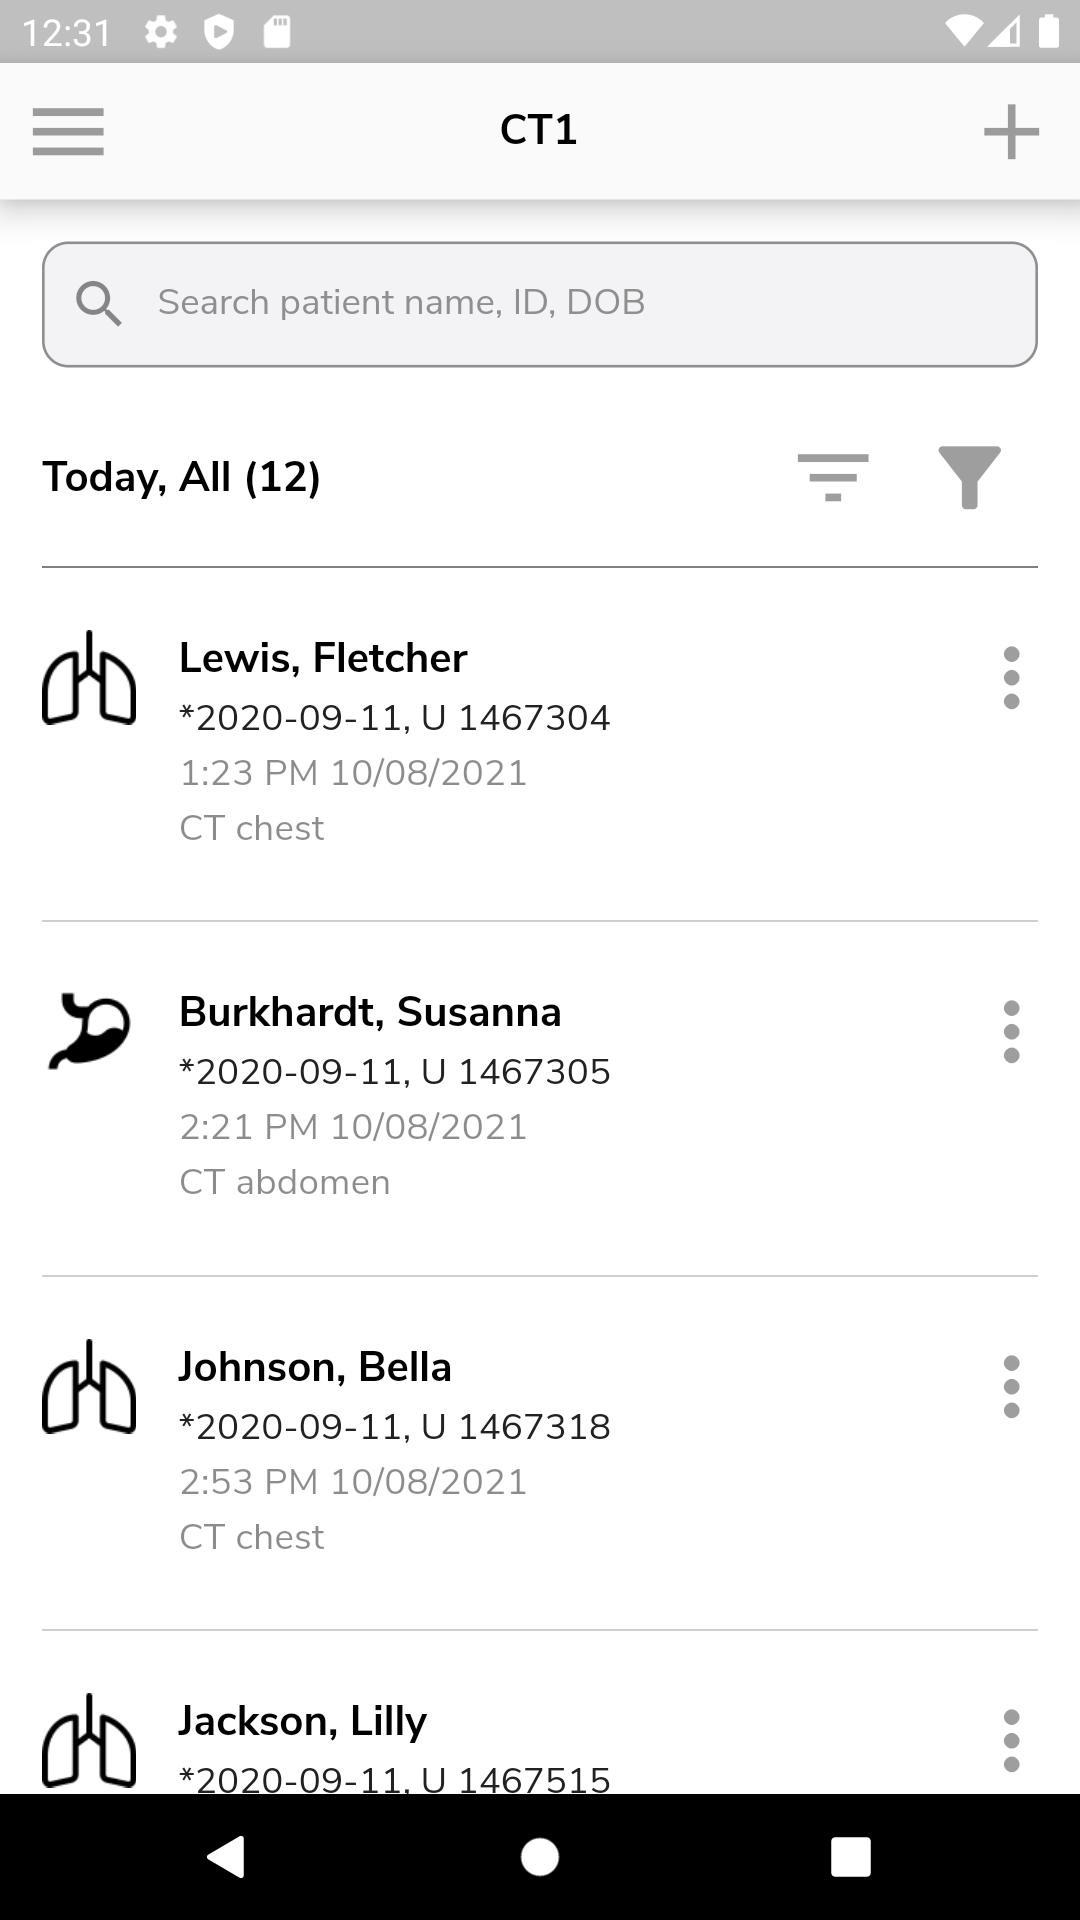 12:31
CT1
Search patient name, ID, DOB
Today, All (12)
Lewis, Fletcher
*2020-09-11, U 1467304
1:23 PM 10/08/2021
CT chest
Burkhardt, Susanna
*2020-09-11, U 1467305
2:21 PM 10/08/2021
CT abdomen
Johnson, Bella
*2020-09-11, U 1467318
2:53 PM 10/08/2021
CT chest
Jackson, Lilly
*2020-09-11, U 1467515